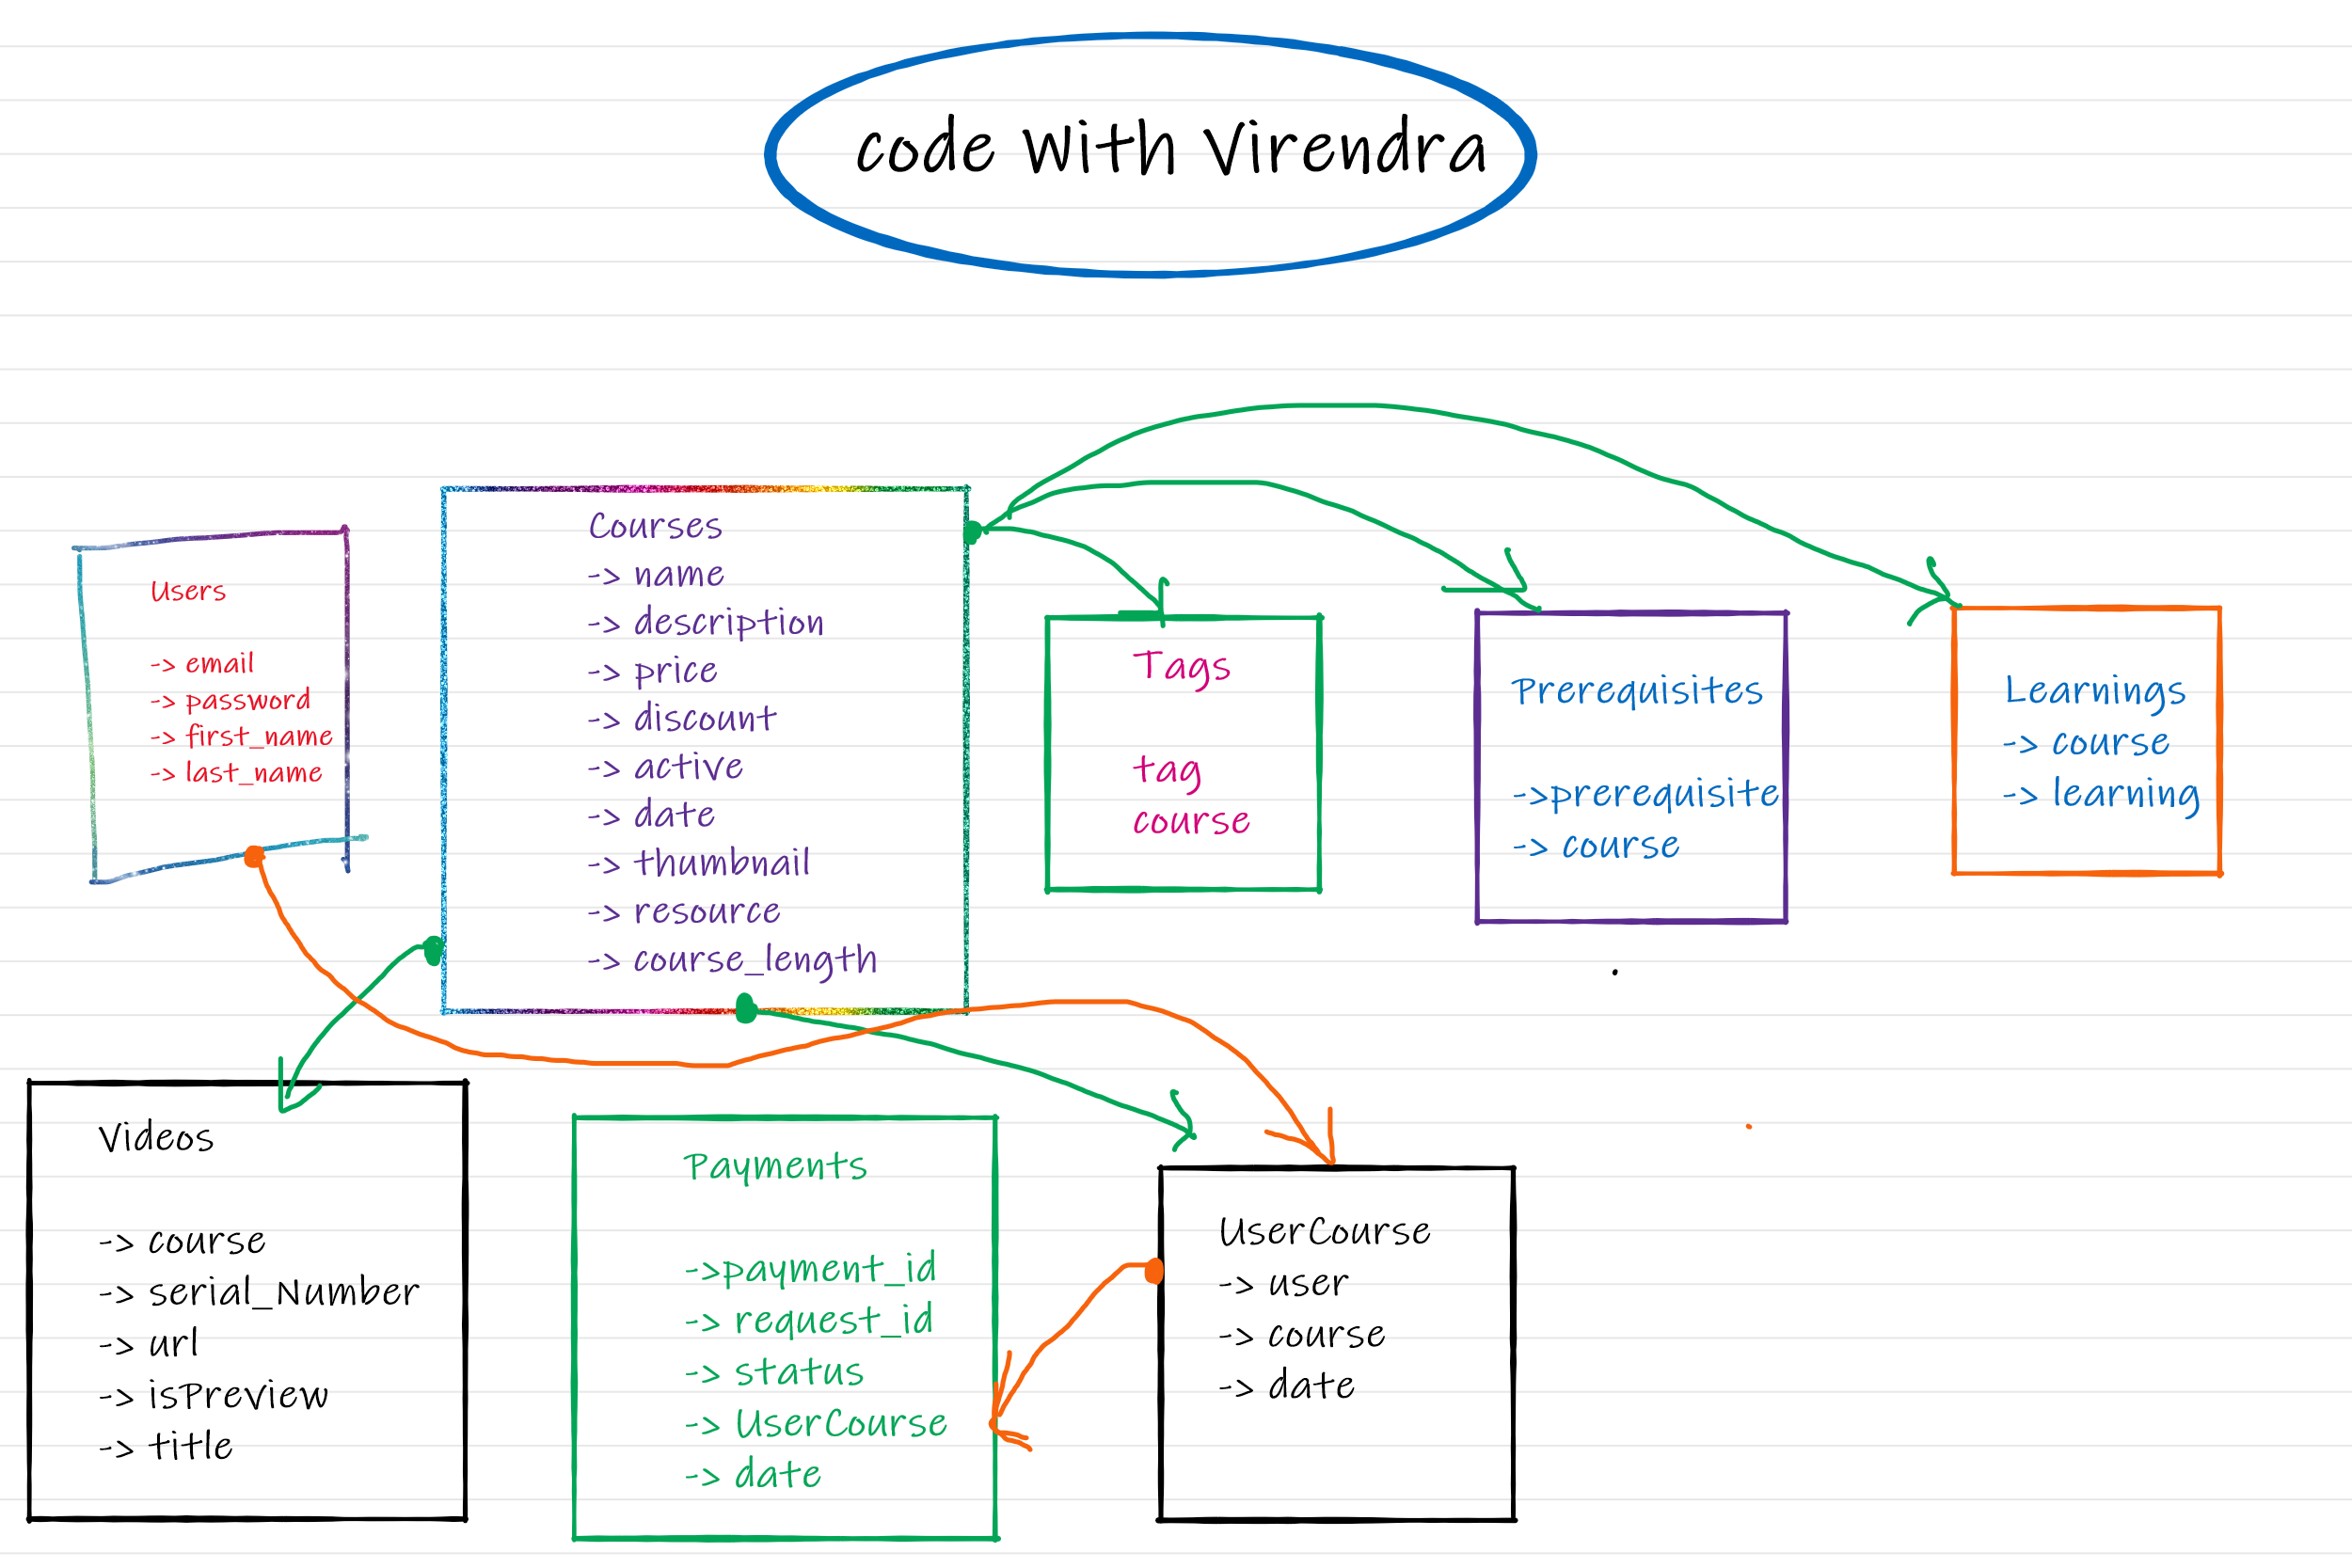 code With Virendra
Users
-> email
-> password
-> first_name
-> last_name
Courses
-> name
-> description
-> price
-> discount
-> active
-> date
-> thumbnail
-> resource
-> course_length
Tags
tag
course
Prerequisites
->prerequisite
-> course
Learnings
-> course
-> learning
Videos
-> course
-> serial_Number
-> url
-> isPreview
-> title
Payments
->payment_id
-> request_id
-> status
-> UserCourse
-> date
UserCourse
-> user
-> course
-> date